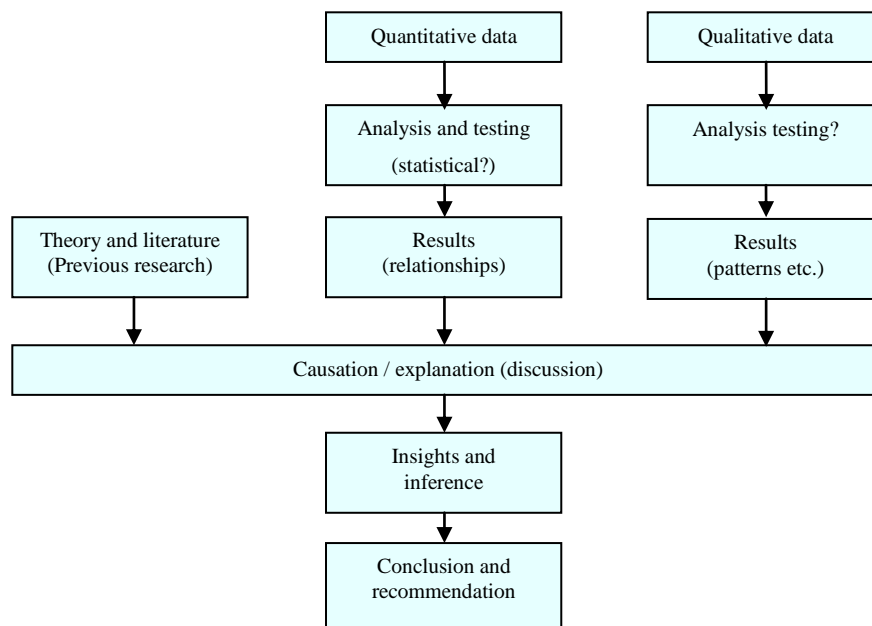 Quantitative data
Qualitative data
Analysis and testing
(statistical?)
Analysis testing?
Theory and literature
(Previous research)
Results
(relationships)
Results
(patterns etc.)
Causation / explanation (discussion)
Insights and
inference
Conclusion and
recommendation